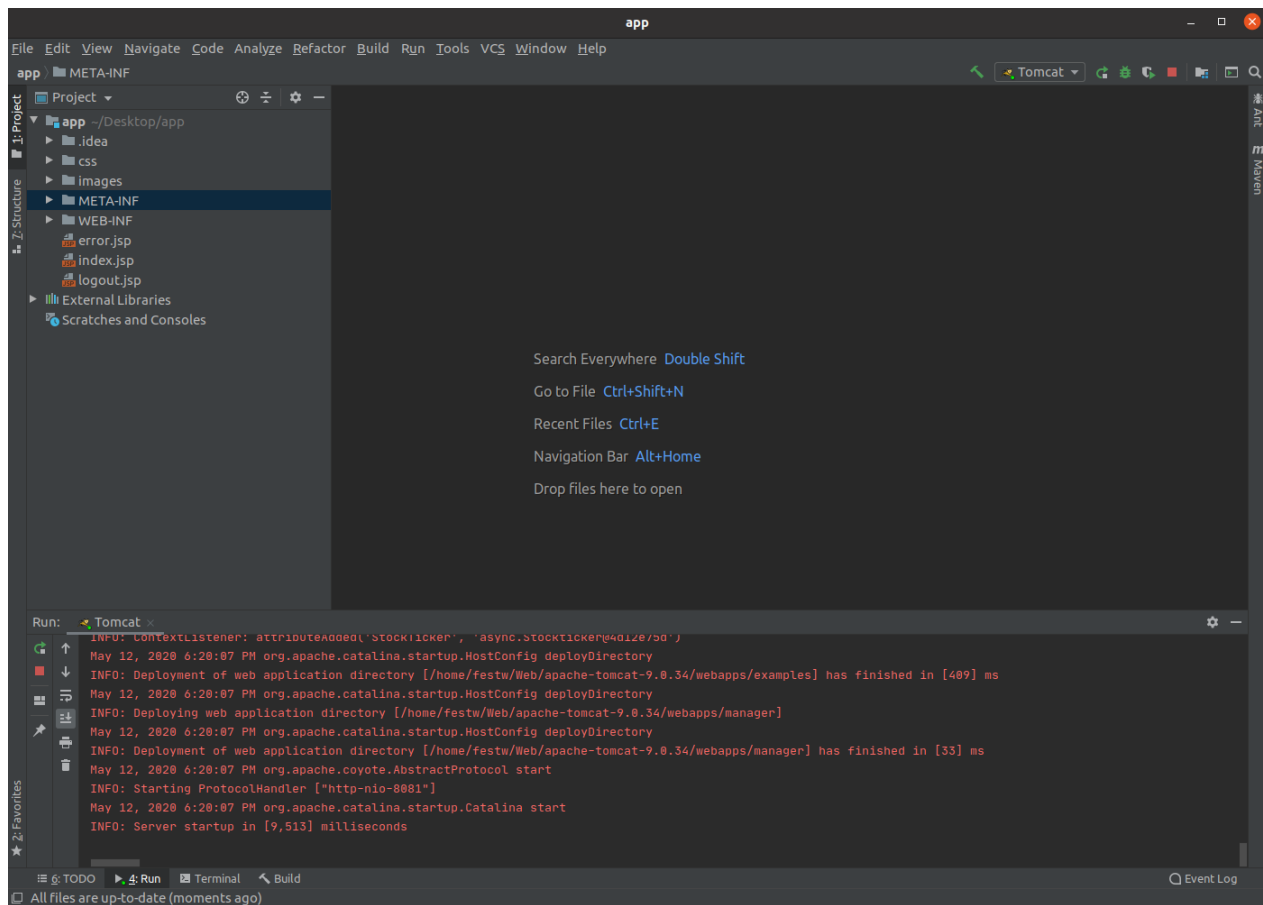 app
File Edit View Navigate Code Analyze Refactor Build Run Tools VCS Window Help
app META-INF
Tomcat
1: Project
7: Structure
2: Favorites
Project
app ~/Desktop/app
.idea
css
images
META-INF
WEB-INF
error.jsp
index.jsp
logout.jsp
External Libraries
Scratches and Consoles
Search Everywhere Double Shift
Go to File Ctrl+Shift+N
Recent Files Ctrl+E
Navigation Bar Alt+Home
Drop files here to open
Ant
m Maven
Run: Tomcat
INFO: ContextListener: attributeAdded('StockTicker', 'async.Stockticker@4d12e75d')
May 12, 2020 6:20:07 PM org.apache.catalina.startup.HostConfig deployDirectory
INFO: Deployment of web application directory [/home/festw/Web/apache-tomcat-9.0.34/webapps/examples] has finished in [409] ms
May 12, 2020 6:20:07 PM org.apache.catalina.startup.HostConfig deployDirectory
INFO: Deploying web application directory [/home/festw/Web/apache-tomcat-9.0.34/webapps/manager]
May 12, 2020 6:20:07 PM org.apache.catalina.startup.HostConfig deployDirectory
INFO: Deployment of web application directory [/home/festw/Web/apache-tomcat-9.0.34/webapps/manager] has finished in [33] ms
May 12, 2020 6:20:07 PM org.apache.coyote.AbstractProtocol start
INFO: Starting ProtocolHandler ["http-nio-8081"]
May 12, 2020 6:20:07 PM org.apache.catalina.startup.Catalina start
INFO: Server startup in [9,513] milliseconds
6: TODO 4: Run Terminal Build Event Log
All files are up-to-date (moments ago)